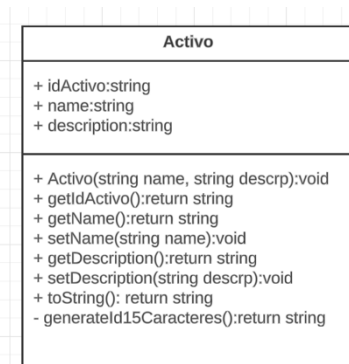 Activo
+ idActivo:string
+ name:string
+ description:string
+ Activo(string name, string descrp):void
+ getIdActivo():return string
+ getName():return string
+ setName(string name):void
+ getDescription():return string
+ setDescription(string descrp):void
+ toString(): return string
- generateId15Caracteres():return string